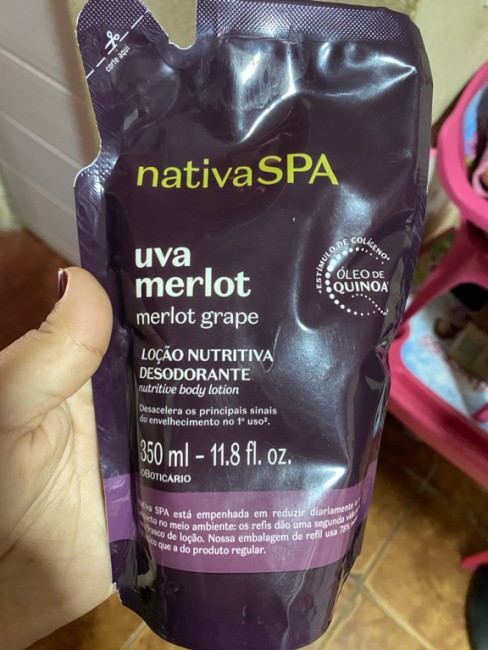 corte aqui
nativaSPA
uva
merlot
merlot grape
ESTÍMULO DE COLÁGENO
ÓLEO DE
QUINOA
LOÇÃO NUTRITIVA
DESODORANTE
nutritive body lotion
Desacelera os principais sinais
do envelhecimento no 1º uso².
350 ml - 11.8 fl. oz.
oBOTICÁRIO
Nativa SPA está empenhada em reduzir diariamente
no meio ambiente: os refis dão uma segunda
frasco de loção. Nossa embalagem de refil usa 78%
que a do produto regular.